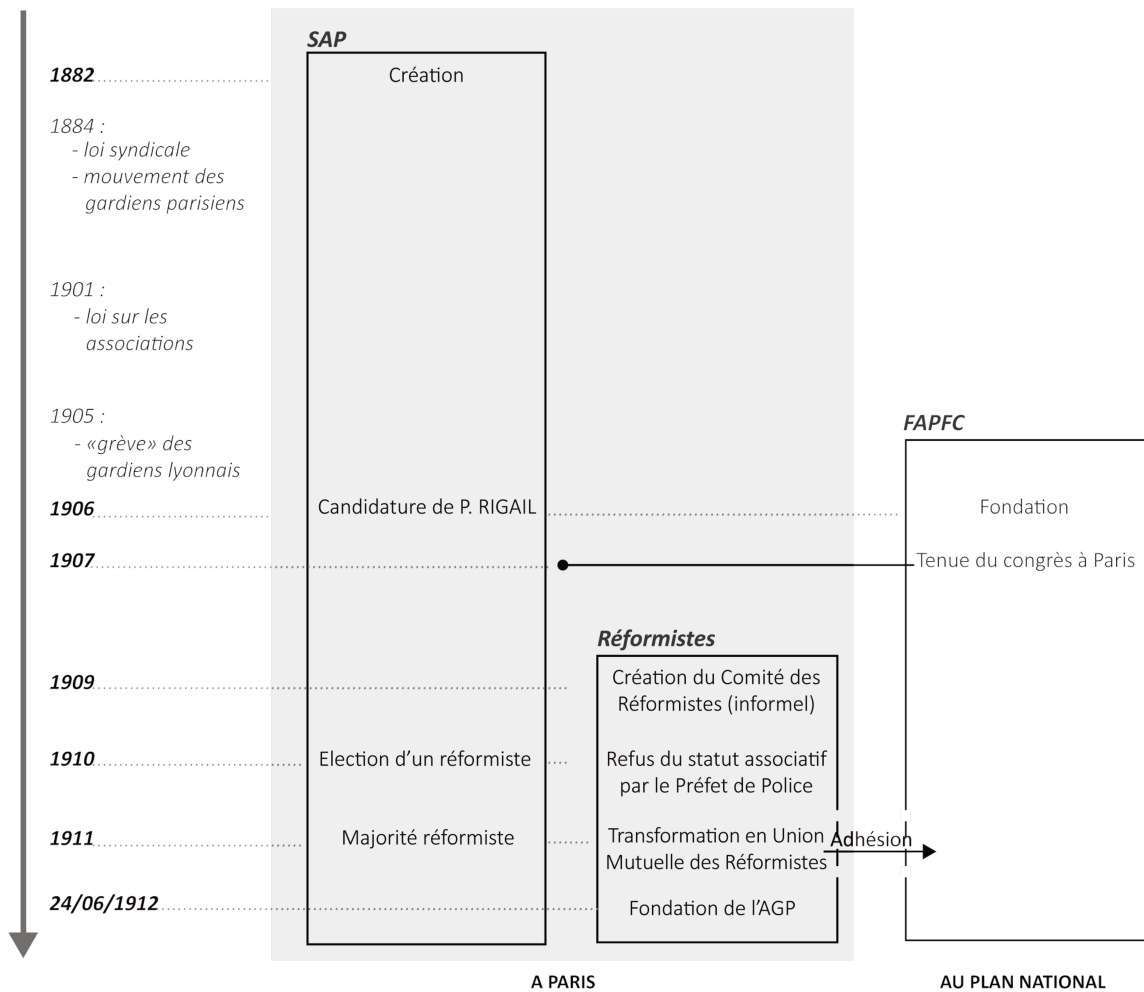 SAP
1882
Création
1884 :
- loi syndicale
- mouvement des
gardiens parisiens
1901 :
- loi sur les
associations
1905 :
- «grève» des
gardiens lyonnais
FAPFC
1906
Candidature de P. RIGAIL
Fondation
1907
Tenue du congrès à Paris
Réformistes
1909
Création du Comité des
Réformistes (informel)
1910
Election d’un réformiste
Refus du statut associatif
par le Préfet de Police
1911
Majorité réformiste
Transformation en Union
Mutuelle des Réformistes
Adhésion
24/06/1912
Fondation de l’AGP
A PARIS
AU PLAN NATIONAL